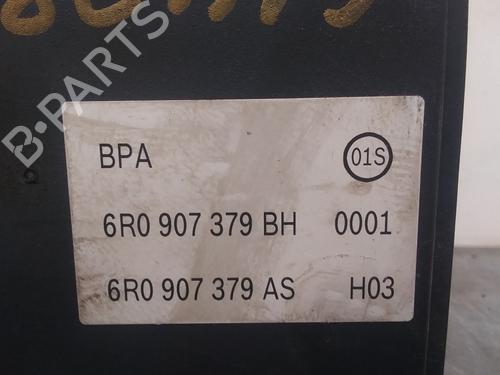 B-PARTS
BPA 01S
6R0 907 379 BH 0001
6R0 907 379 AS H03